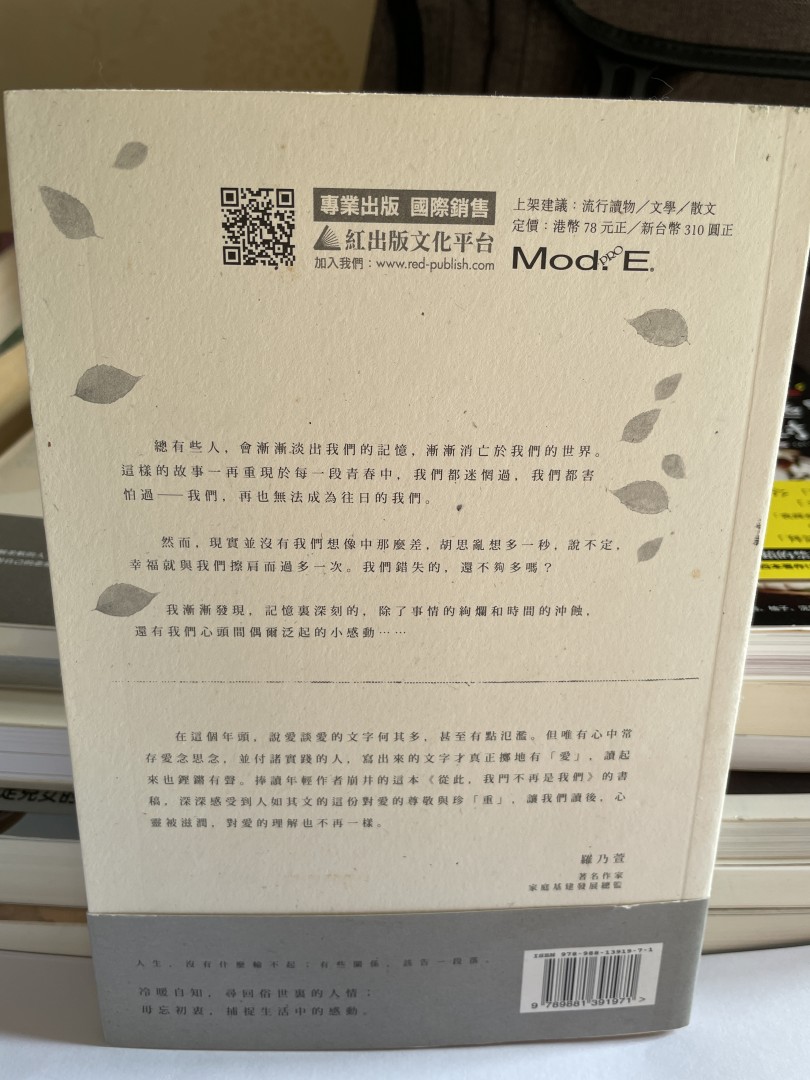 專業出版 國際銷售
紅出版文化平台
加入我們：www.red-publish.com
上架建議：流行讀物／文學／散文
定價：港幣 78 元正／新台幣 310 圓正
Mod.PRO E.
總有些人，會漸漸淡出我們的記憶，漸漸消亡於我們的世界。
這樣的故事一再重現於每一段青春中，我們都迷惘過，我們都害
怕過──我們，再也無法成為往日的我們。
然而，現實並沒有我們想像中那麼差，胡思亂想多一秒，說不定，
幸福就與我們擦肩而過多一次。我們錯失的，還不夠多嗎？
我漸漸發現，記憶裏深刻的，除了事情的絢爛和時間的沖蝕，
還有我們心頭間偶爾泛起的小感動⋯⋯
在這個年頭，說愛談愛的文字何其多，甚至有點氾濫。但唯有心中常
存愛念思念，並付諸實踐的人，寫出來的文字才真正擲地有「愛」，讀起
來也鏗鏘有聲。捧讀年輕作者崩井的這本《從此，我門不再是我們》的書
稿，深深感受到人如其文的這份對愛的尊敬與珍「重」，讓我們讀後，心
靈被滋潤，對愛的理解也不再一樣。
羅乃萱
著名作家
家庭基建發展總監
人生，沒有什麼輸不起；有些關係，該告一段落。
冷暖自知，尋回俗世裏的人情；
毋忘初衷，捕捉生活中的感動。
ISBN 978-988-13919-7-1
9 789881 391971 >